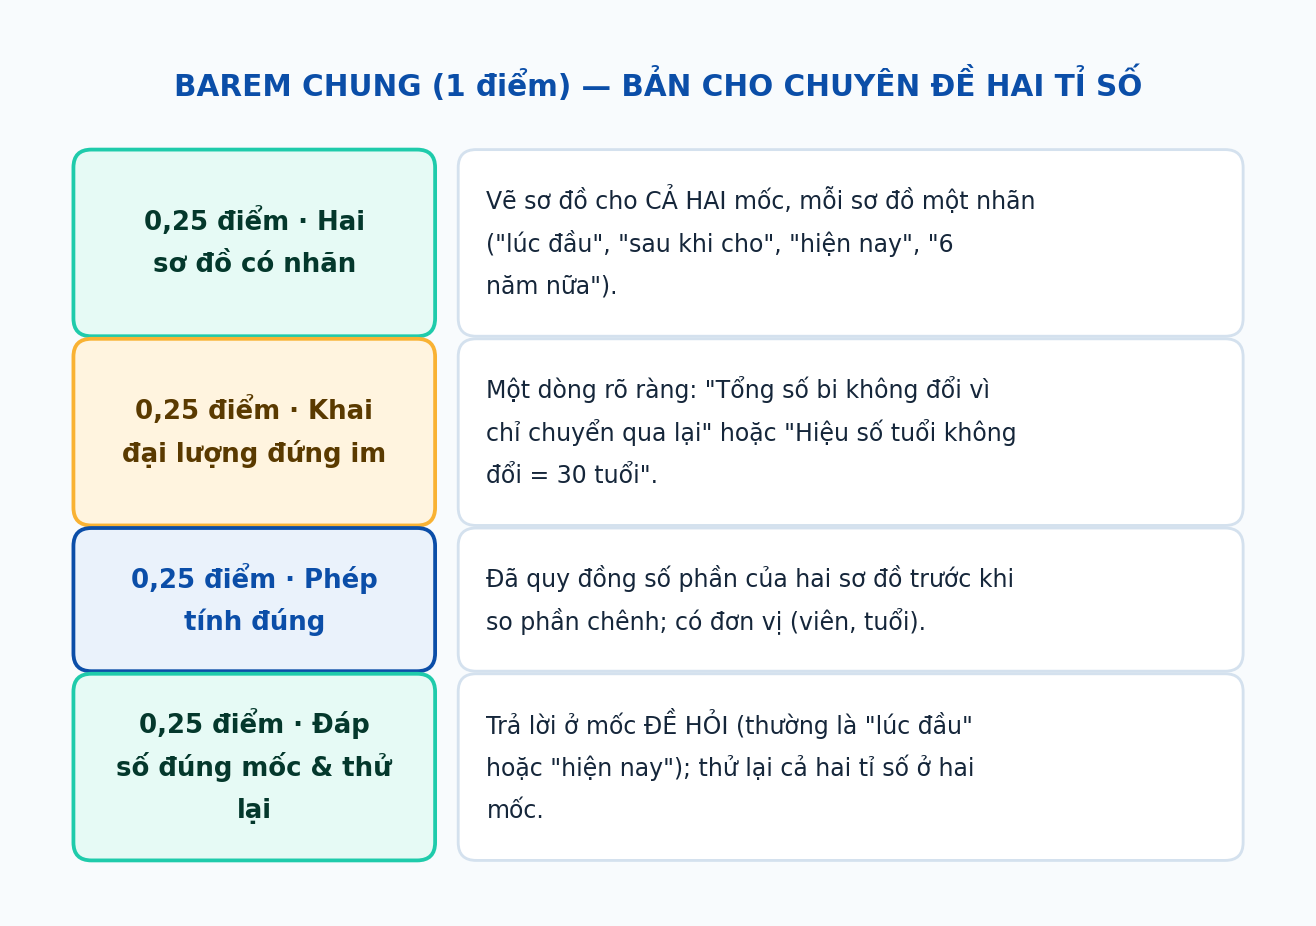 BAREM CHUNG (1 điểm) — BẢN CHO CHUYÊN ĐỀ HAI TỈ SỐ
0,25 điểm · Hai
sơ đồ có nhãn
Vẽ sơ đồ cho CẢ HAI mốc, mỗi sơ đồ một nhãn
("lúc đầu", "sau khi cho", "hiện nay", "6
năm nữa").
0,25 điểm · Khai
đại lượng đứng im
Một dòng rõ ràng: "Tổng số bi không đổi vì
chỉ chuyển qua lại" hoặc "Hiệu số tuổi không
đổi = 30 tuổi".
0,25 điểm · Phép
tính đúng
Đã quy đồng số phần của hai sơ đồ trước khi
so phần chênh; có đơn vị (viên, tuổi).
0,25 điểm · Đáp
số đúng mốc & thử
lại
Trả lời ở mốc ĐỀ HỎI (thường là "lúc đầu"
hoặc "hiện nay"); thử lại cả hai tỉ số ở hai
mốc.